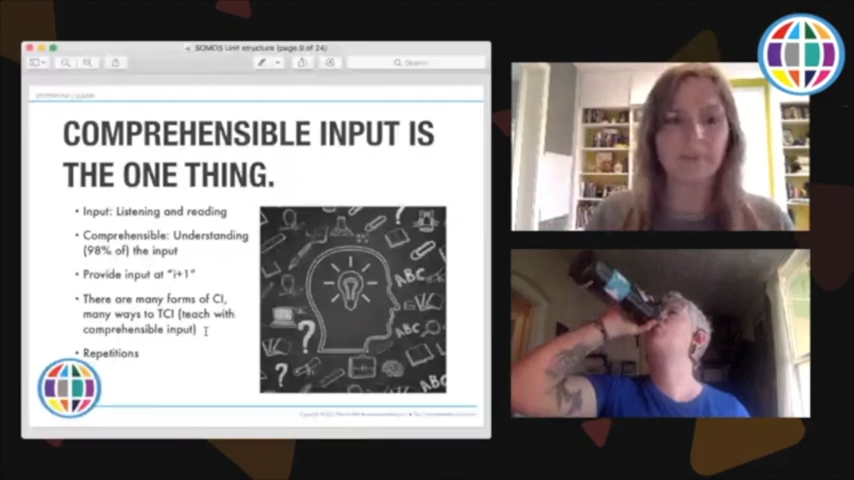 SOMOS Unit structure (page 9 of 24)
Search
COMPREHENSIBLE INPUT IS
THE ONE THING.
• Input: Listening and reading
• Comprehensible: Understanding
(98% of) the input
• Provide input at "i+1"
• There are many forms of CI,
many ways to TCI (teach with
comprehensible input)
• Repetitions
ABC
ABC
ABC